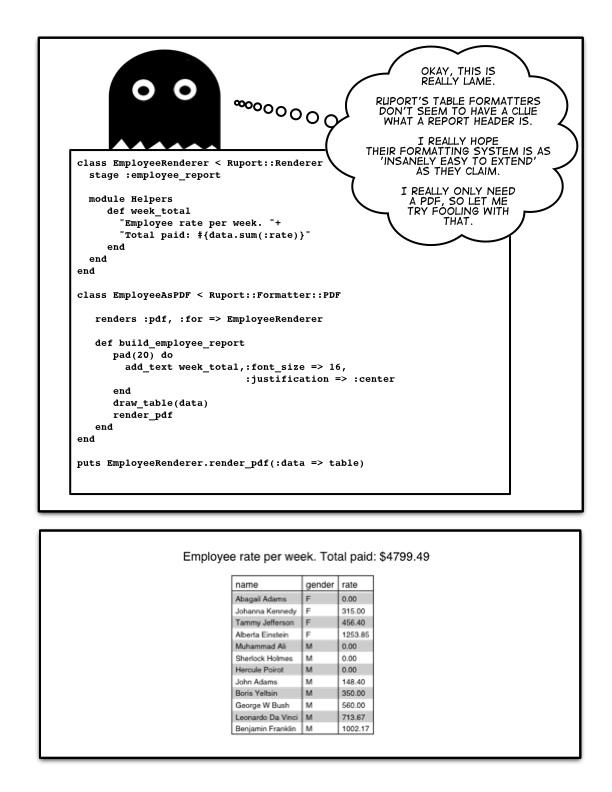 OKAY, THIS IS
REALLY LAME.
RUPORT'S TABLE FORMATTERS
DON'T SEEM TO HAVE A CLUE
WHAT A REPORT HEADER IS.
I REALLY HOPE
THEIR FORMATTING SYSTEM IS AS
'INSANELY EASY TO EXTEND'
AS THEY CLAIM.
I REALLY ONLY NEED
A PDF, SO LET ME
TRY FOOLING WITH
THAT.
class EmployeeRenderer < Ruport::Renderer
  stage :employee_report
  module Helpers
     def week_total
       "Employee rate per week. "+
       "Total paid: #{data.sum(:rate)}"
     end
  end
end
class EmployeeAsPDF < Ruport::Formatter::PDF
   renders :pdf, :for => EmployeeRenderer
   def build_employee_report
      pad(20) do
        add_text week_total,:font_size => 16,
                            :justification => :center
      end
      draw_table(data)
      render_pdf
   end
end
puts EmployeeRenderer.render_pdf(:data => table)
Employee rate per week. Total paid: $4799.49
name gender rate
Abagail Adams F 0.00
Johanna Kennedy F 315.00
Tammy Jefferson F 456.40
Alberta Einstein F 1253.85
Muhammad Ali M 0.00
Sherlock Holmes M 0.00
Hercule Poirot M 0.00
John Adams M 148.40
Boris Yeltsin M 350.00
George W Bush M 560.00
Leonardo Da Vinci M 713.67
Benjamin Franklin M 1002.17